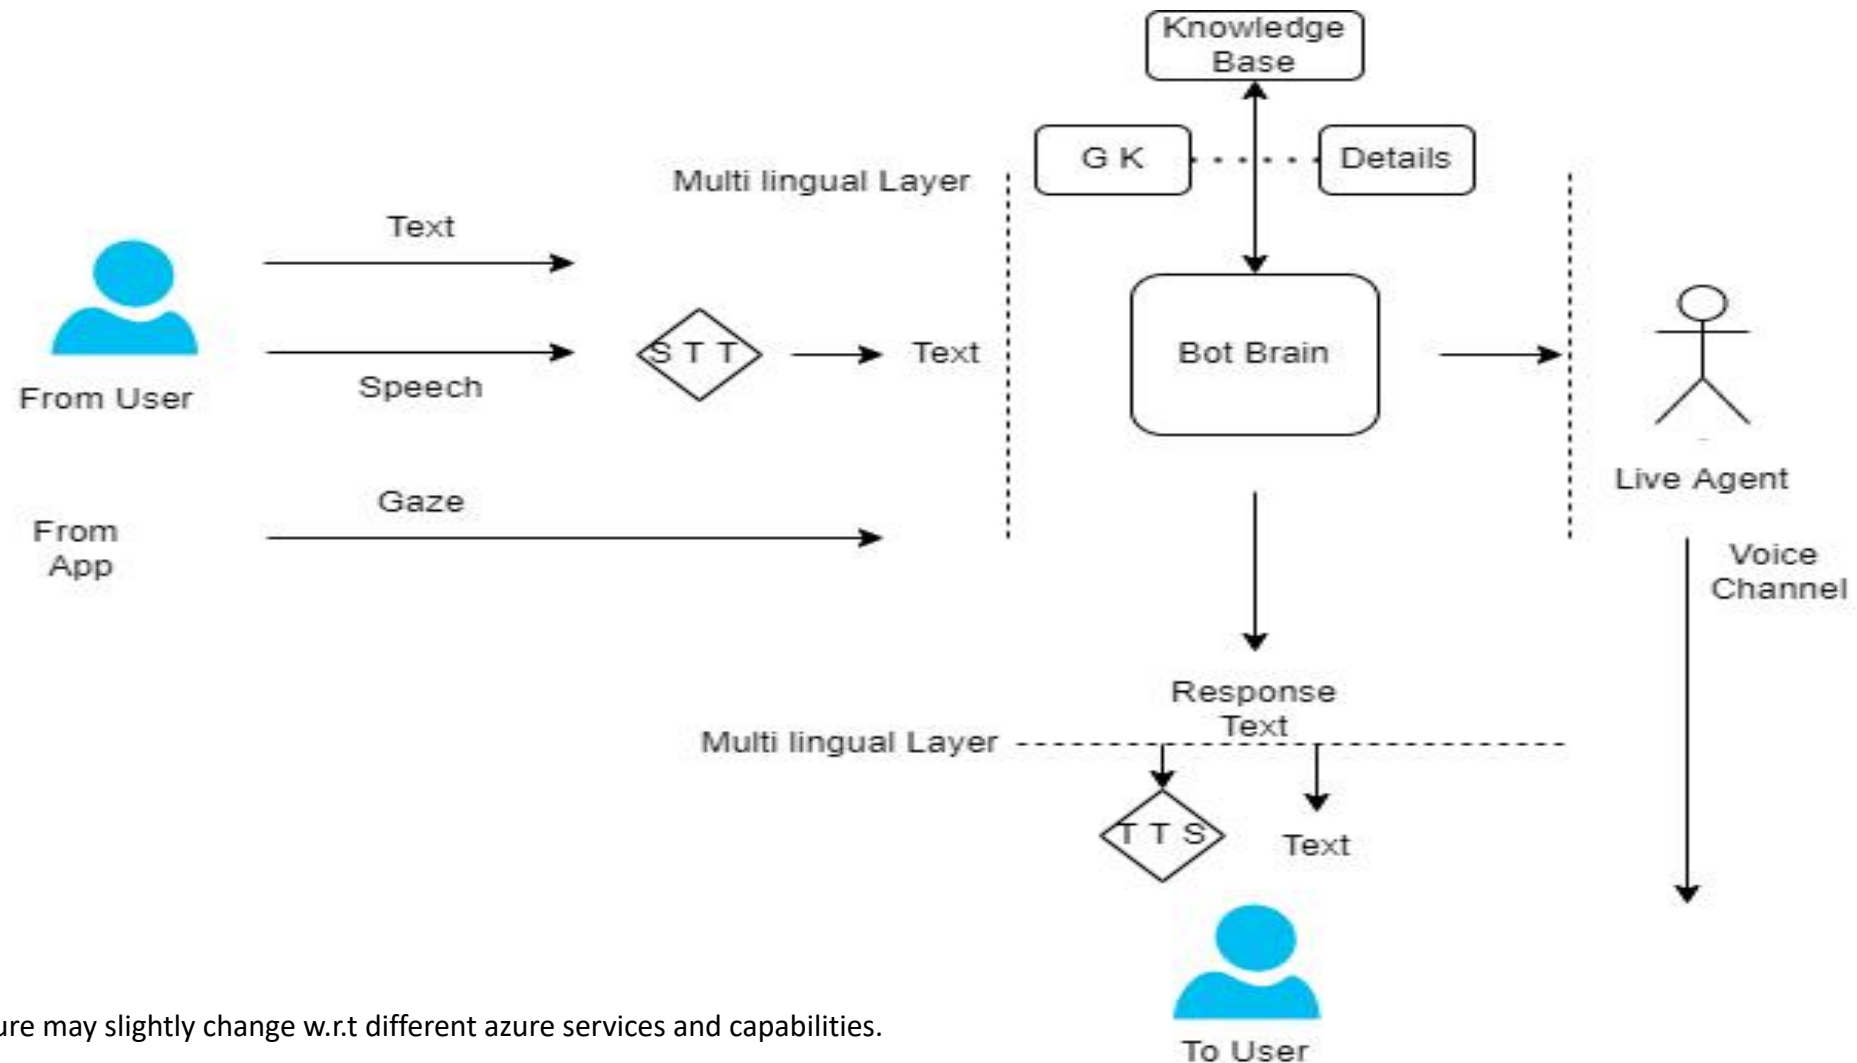 Knowledge
Base
G K
Details
Multi lingual Layer
Text
From User
Speech
S T T
Text
Bot Brain
Live Agent
Gaze
From
App
Voice
Channel
Response
Text
Multi lingual Layer
T T S
Text
To User
may slightly change w.r.t different azure services and capabilities.